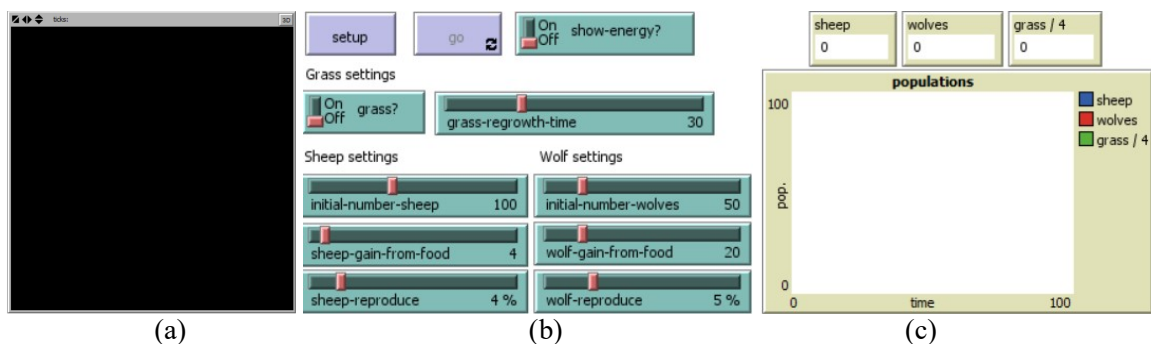 ticks: 3D
setup
go
On
Off
show-energy?
Grass settings
On
Off
grass?
grass-regrowth-time 30
Sheep settings
Wolf settings
initial-number-sheep 100
initial-number-wolves 50
sheep-gain-from-food 4
wolf-gain-from-food 20
sheep-reproduce 4 %
wolf-reproduce 5 %
sheep
0
wolves
0
grass / 4
0
populations
100
pop.
0
0
time
100
sheep
wolves
grass / 4
(a)
(b)
(c)